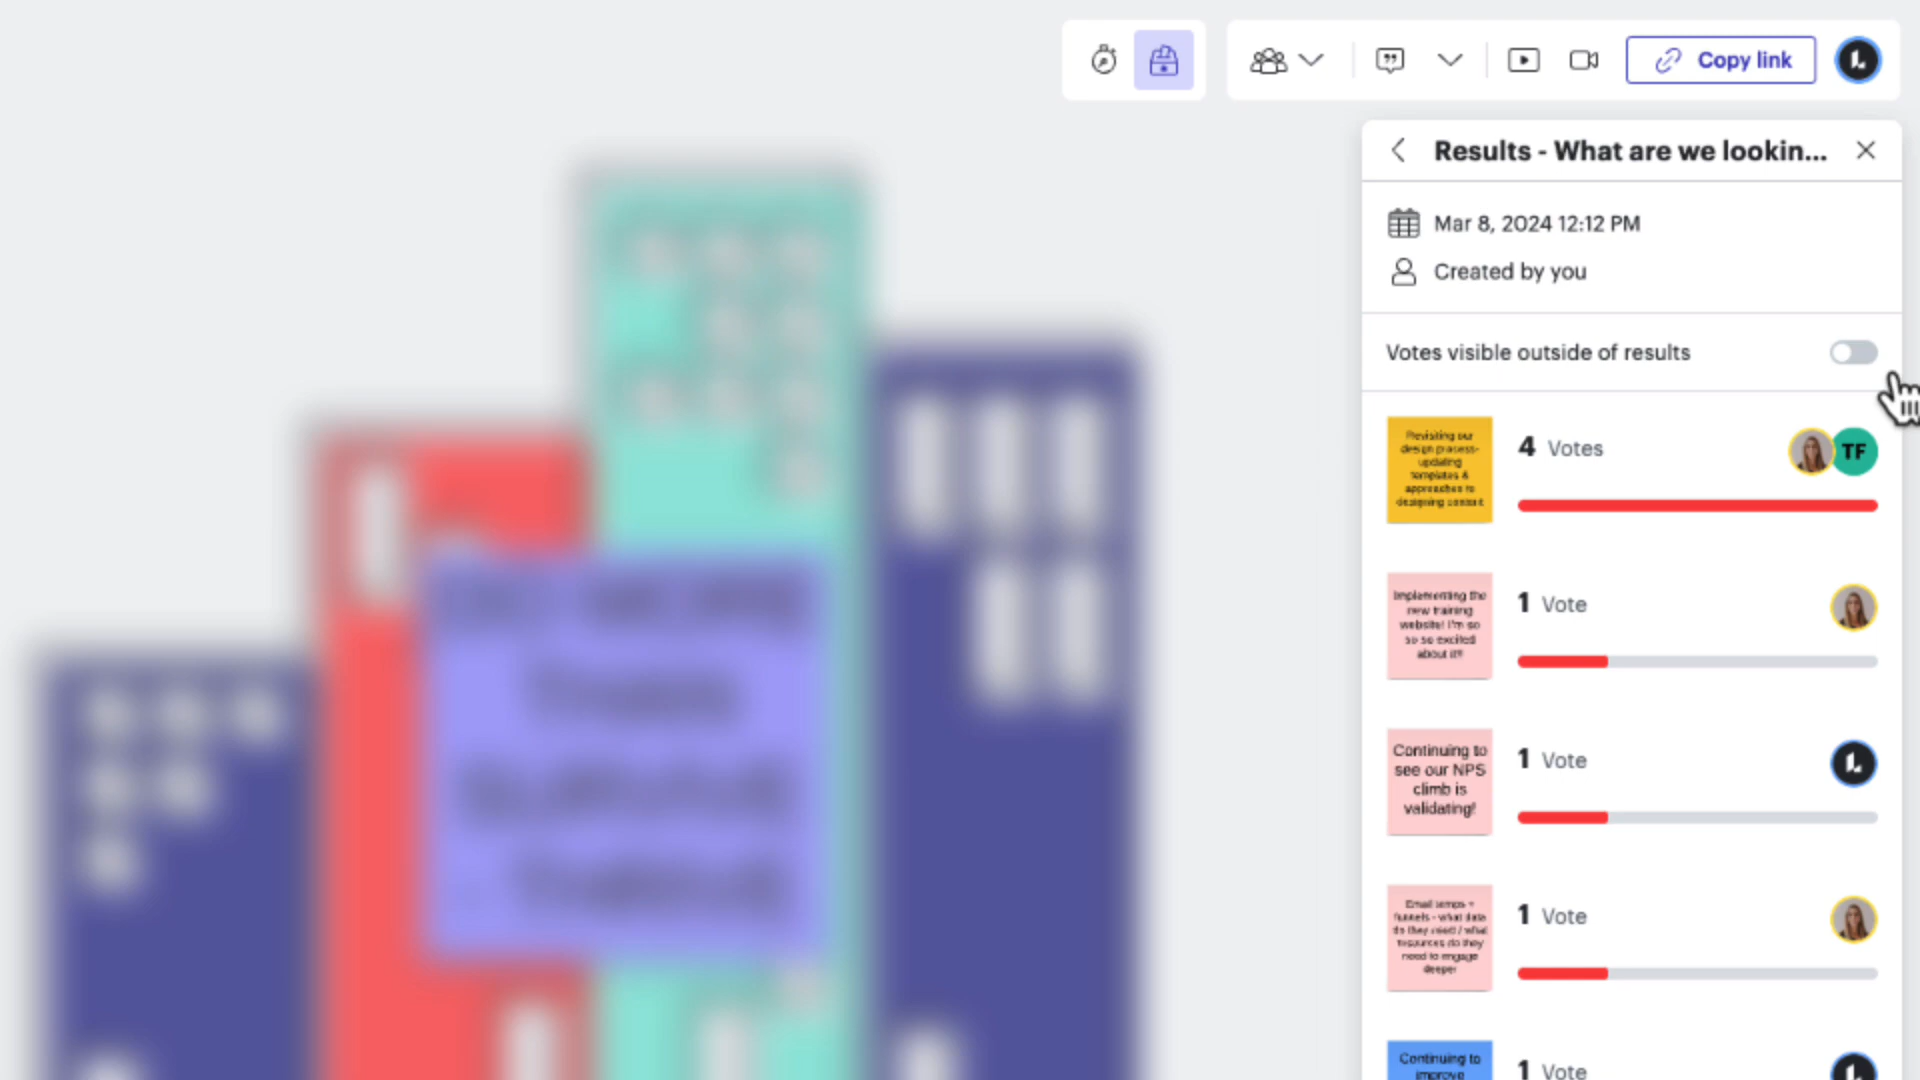 Copy link
Results - What are we lookin...
Mar 8, 2024 12:12 PM
Created by you
Votes visible outside of results
Revisiting our
design process-
updating
templates &
approaches to
designing content
4 Votes
TF
Implementing the
new training
website! I'm so
so so excited
about it!!
1 Vote
Continuing to
see our NPS
climb is
validating!
1 Vote
Email temps +
funnels - what data
do they need / what
resources do they
need to engage
deeper
1 Vote
Continuing to
improve
1 Vote